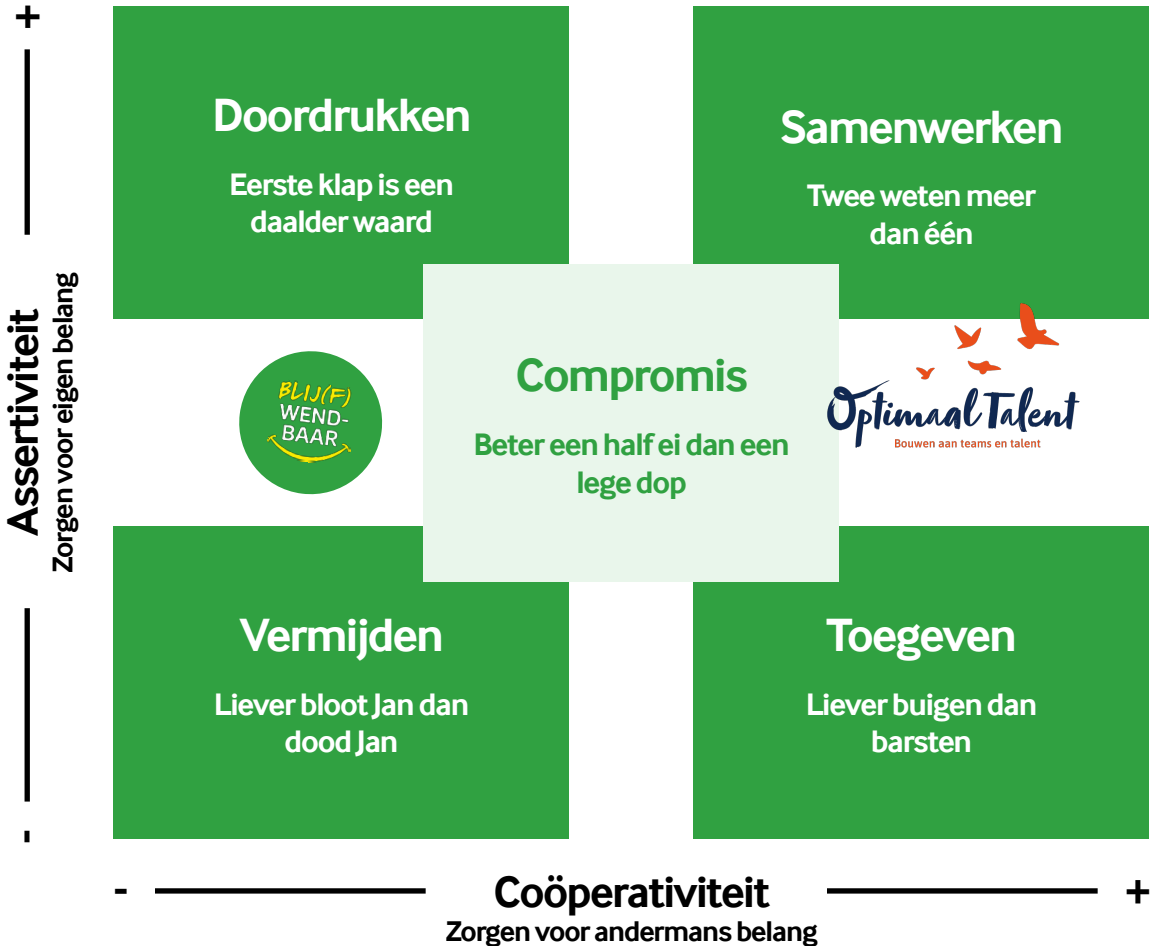 +
Doordrukken
Eerste klap is een
daalder waard
Samenwerken
Twee weten meer
dan één
Assertiviteit
Zorgen voor eigen belang
BLIJ(F)
WEND-
BAAR
Compromis
Beter een half ei dan een
lege dop
Optimaal Talent
Bouwen aan teams en talent
Vermijden
Liever bloot Jan dan
dood Jan
Toegeven
Liever buigen dan
barsten
-
- Coöperativiteit +
Zorgen voor andermans belang